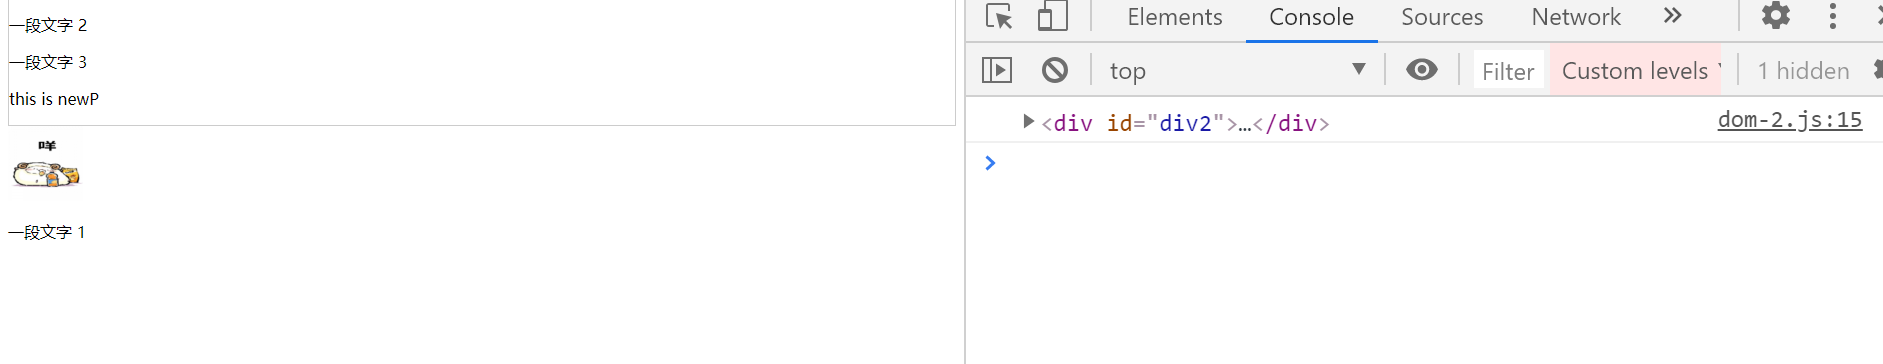 一段文字 2
一段文字 3
this is newP
咩
一段文字 1
Elements Console Sources Network
top Filter Custom levels 1 hidden
<div id="div2">…</div> dom-2.js:15